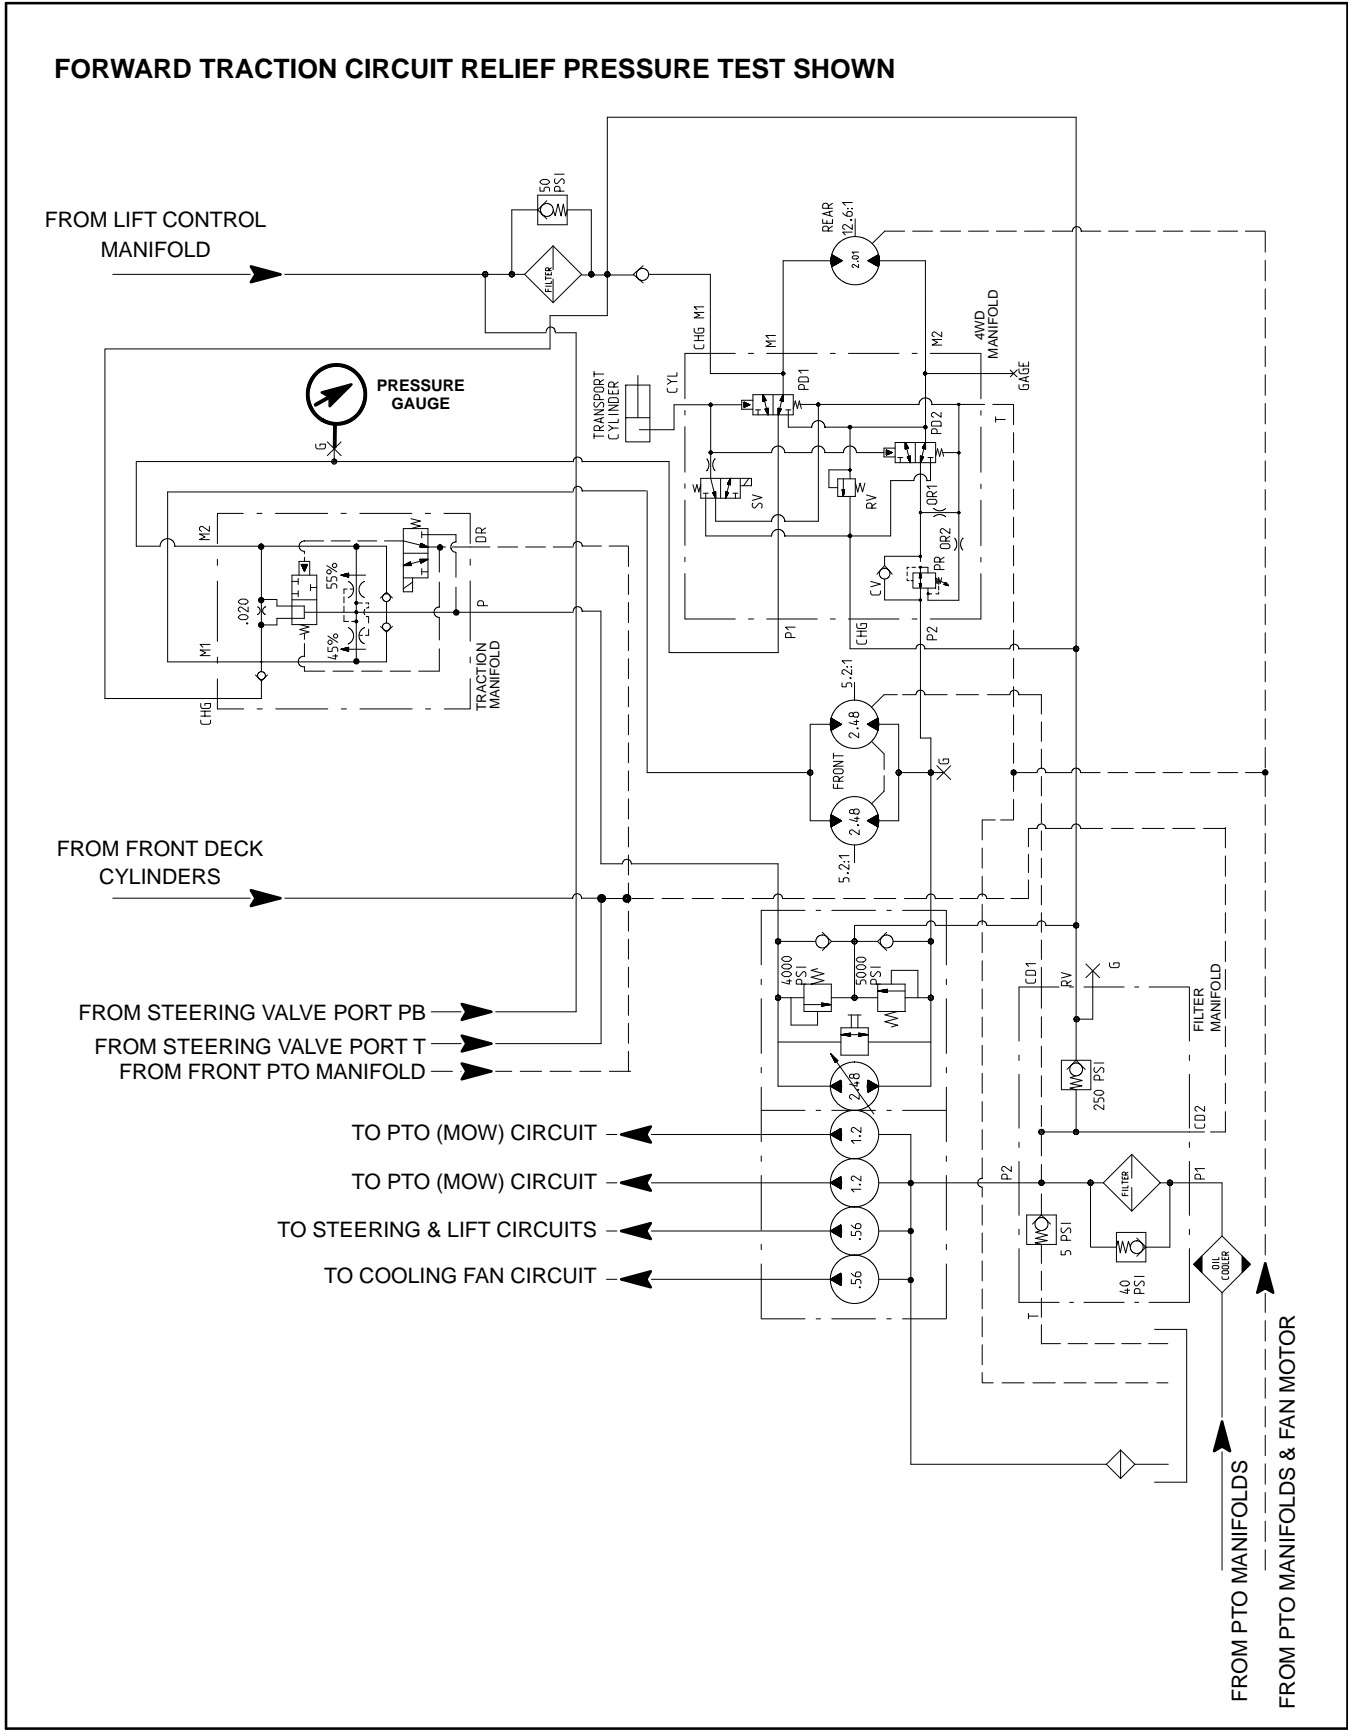 FORWARD TRACTION CIRCUIT RELIEF PRESSURE TEST SHOWN
50
PSI
FROM LIFT CONTROL
MANIFOLD
FILTER
REAR
12.6:1
2.01
CHG M1
M1
M2
4WD
MANIFOLD
GAGE
PRESSURE
GAUGE
G
TRANSPORT
CYLINDER
CYL
PD1
PD2
T
SV
RV
OR1
OR2
CV
PR
P1
CHG
P2
M2
DR
55%
.020
45%
P
M1
TRACTION
MANIFOLD
CHG
5.2:1
2.48
FRONT
G
2.48
5.2:1
FROM FRONT DECK
CYLINDERS
4000
PSI
5000
PSI
CD1
RV
G
FILTER
MANIFOLD
FROM STEERING VALVE PORT PB
FROM STEERING VALVE PORT T
FROM FRONT PTO MANIFOLD
2.48
250 PSI
CD2
TO PTO (MOW) CIRCUIT
1.2
TO PTO (MOW) CIRCUIT
1.2
P2
FILTER
P1
TO STEERING & LIFT CIRCUITS
.56
5 PSI
TO COOLING FAN CIRCUIT
.56
40
PSI
OIL
COOLER
T
FROM PTO MANIFOLDS
FROM PTO MANIFOLDS & FAN MOTOR